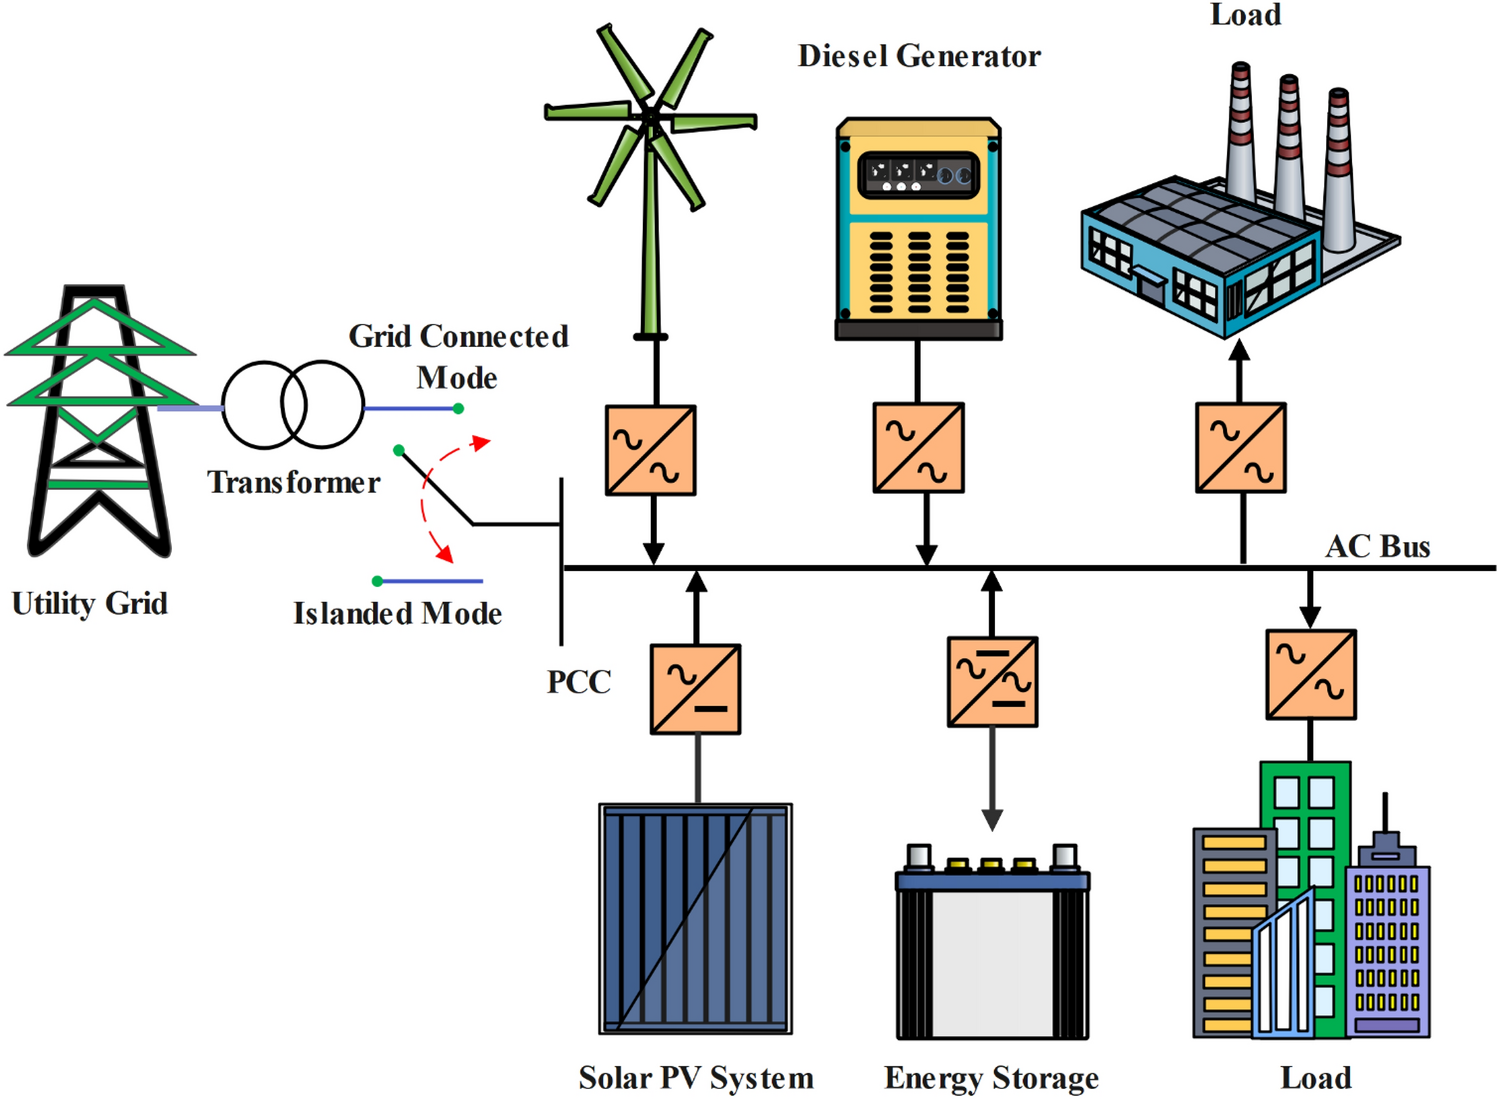 Load
Diesel Generator
Grid Connected
Mode
Transformer
Utility Grid
Islanded Mode
AC Bus
PCC
Solar PV System
Energy Storage
Load